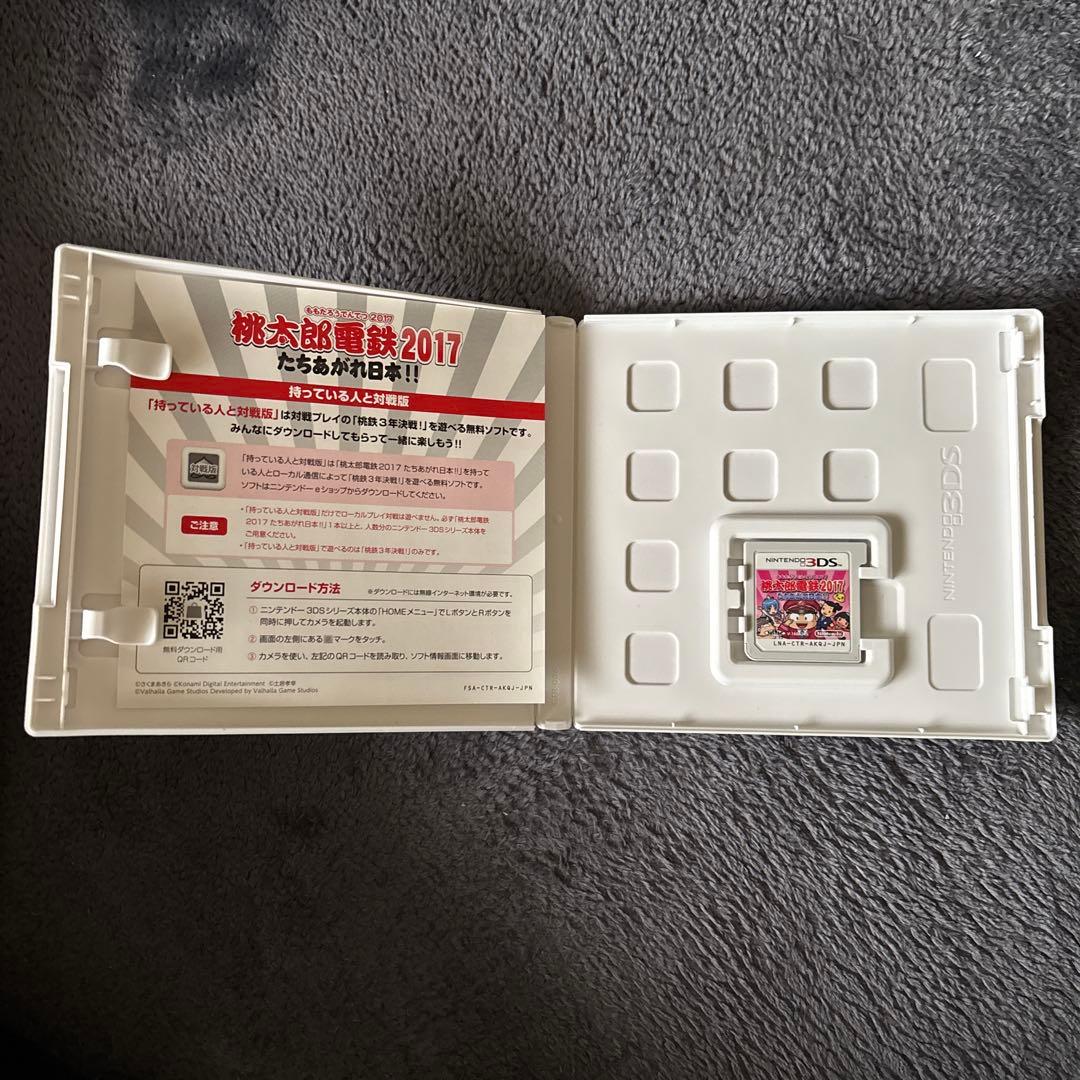 ももたろうでんてつ 2017
桃太郎電鉄2017
たちあがれ日本!!
持っている人と対戦版
「持っている人と対戦版」は対戦プレイの「桃鉄3年決戦!」を遊べる無料ソフトです。
みんなにダウンロードしてもらって一緒に楽しもう!!
対戦版
「持っている人と対戦版」は「桃太郎電鉄2017 たちあがれ日本!!」を持って
いる人とローカル通信によって「桃鉄3年決戦!」を遊べる無料ソフトです。
ソフトはニンテンドーeショップからダウンロードしてください。
ご注意
・「持っている人と対戦版」だけでローカルプレイ対戦は遊べません。必ず「桃太郎電鉄
2017 たちあがれ日本!!」1本以上と、人数分のニンテンドー3DSシリーズ本体を
ご用意ください。
・「持っている人と対戦版」で遊べるのは「桃鉄3年決戦!」のみです。
ダウンロード方法
※ダウンロードには無線インターネット環境が必要です。
① ニンテンドー3DSシリーズ本体の「HOMEメニュー」でLボタンとRボタンを
同時に押してカメラを起動します。
② 画面の左側にあるマークをタッチ。
③ カメラを使い、左記のQRコードを読み取り、ソフト情報画面に移動します。
無料ダウンロード用
QRコード
©さくまあきら ©Konami Digital Entertainment ©土居孝幸
©Valhalla Game Studios Developed by Valhalla Game Studios
FSA-CTR-AKQJ-JPN
NINTENDO3DS
NINTENDO3DS™
桃太郎電鉄2017
たちあがれ日本!!
Nintendo
LNA-CTR-AKQJ-JPN